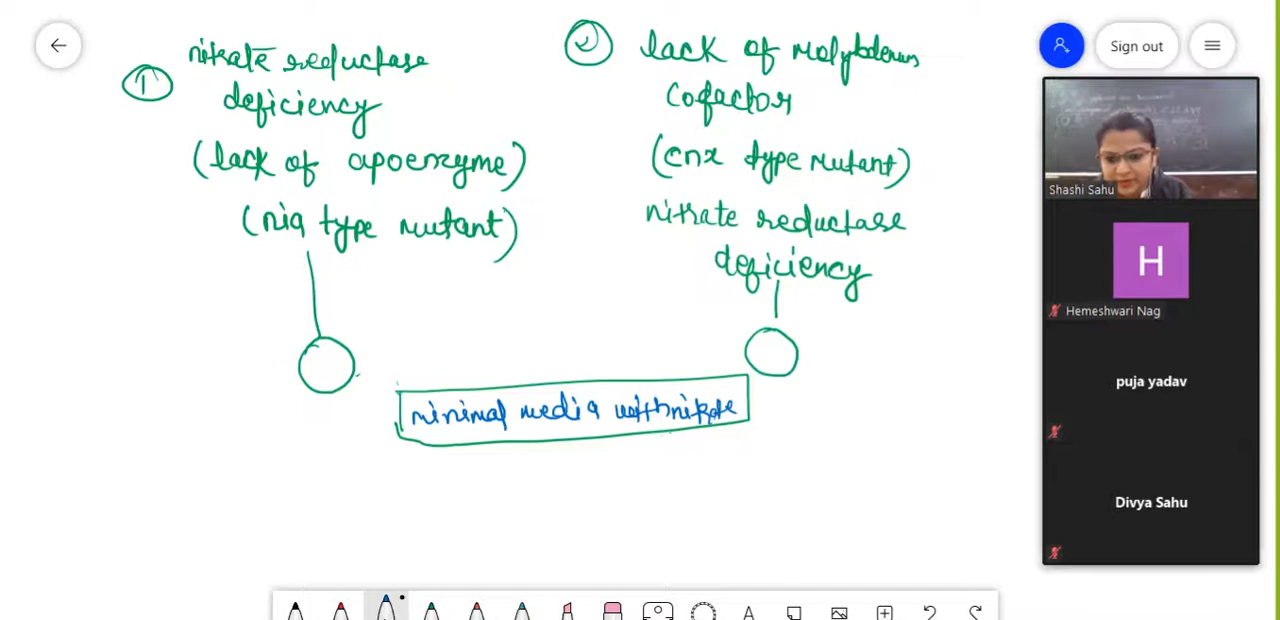 Sign out
① nitrate reductase
deficiency
(lack of apoenzyme)
(nia type mutant)
② lack of Molybdenum
cofactor
(cnx type mutant)
nitrate reductase
deficiency
minimal media with nitrate
Shashi Sahu
H
Hemeshwari Nag
puja yadav
Divya Sahu
A